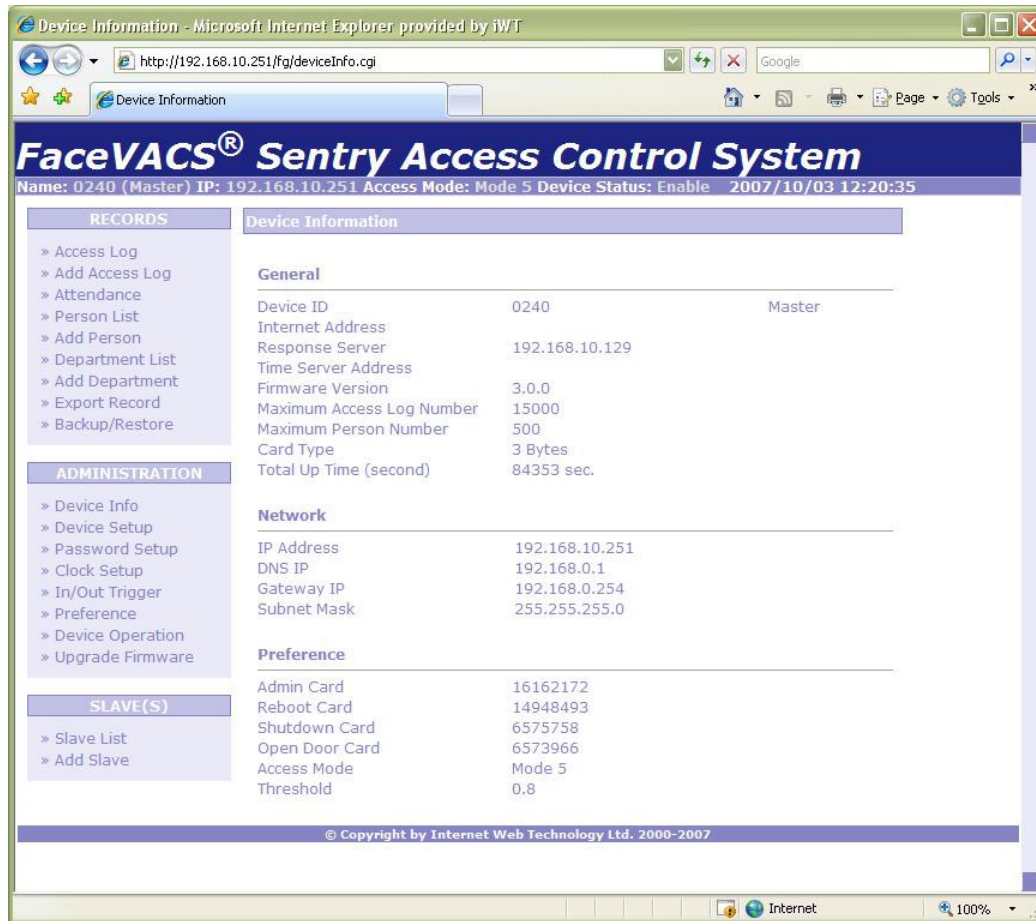 Device Information - Microsoft Internet Explorer provided by iWT
http://192.168.10.251/fg/deviceInfo.cgi
Google
Device Information
Page
Tools
»
FaceVACS® Sentry Access Control System
Name: 0240 (Master) IP: 192.168.10.251 Access Mode: Mode 5 Device Status: Enable 2007/10/03 12:20:35
RECORDS
» Access Log
» Add Access Log
» Attendance
» Person List
» Add Person
» Department List
» Add Department
» Export Record
» Backup/Restore
ADMINISTRATION
» Device Info
» Device Setup
» Password Setup
» Clock Setup
» In/Out Trigger
» Preference
» Device Operation
» Upgrade Firmware
SLAVE(S)
» Slave List
» Add Slave
Device Information
General
Device ID 0240 Master
Internet Address
Response Server 192.168.10.129
Time Server Address
Firmware Version 3.0.0
Maximum Access Log Number 15000
Maximum Person Number 500
Card Type 3 Bytes
Total Up Time (second) 84353 sec.
Network
IP Address 192.168.10.251
DNS IP 192.168.0.1
Gateway IP 192.168.0.254
Subnet Mask 255.255.255.0
Preference
Admin Card 16162172
Reboot Card 14948493
Shutdown Card 6575758
Open Door Card 6573966
Access Mode Mode 5
Threshold 0.8
© Copyright by Internet Web Technology Ltd. 2000-2007
Internet
100%